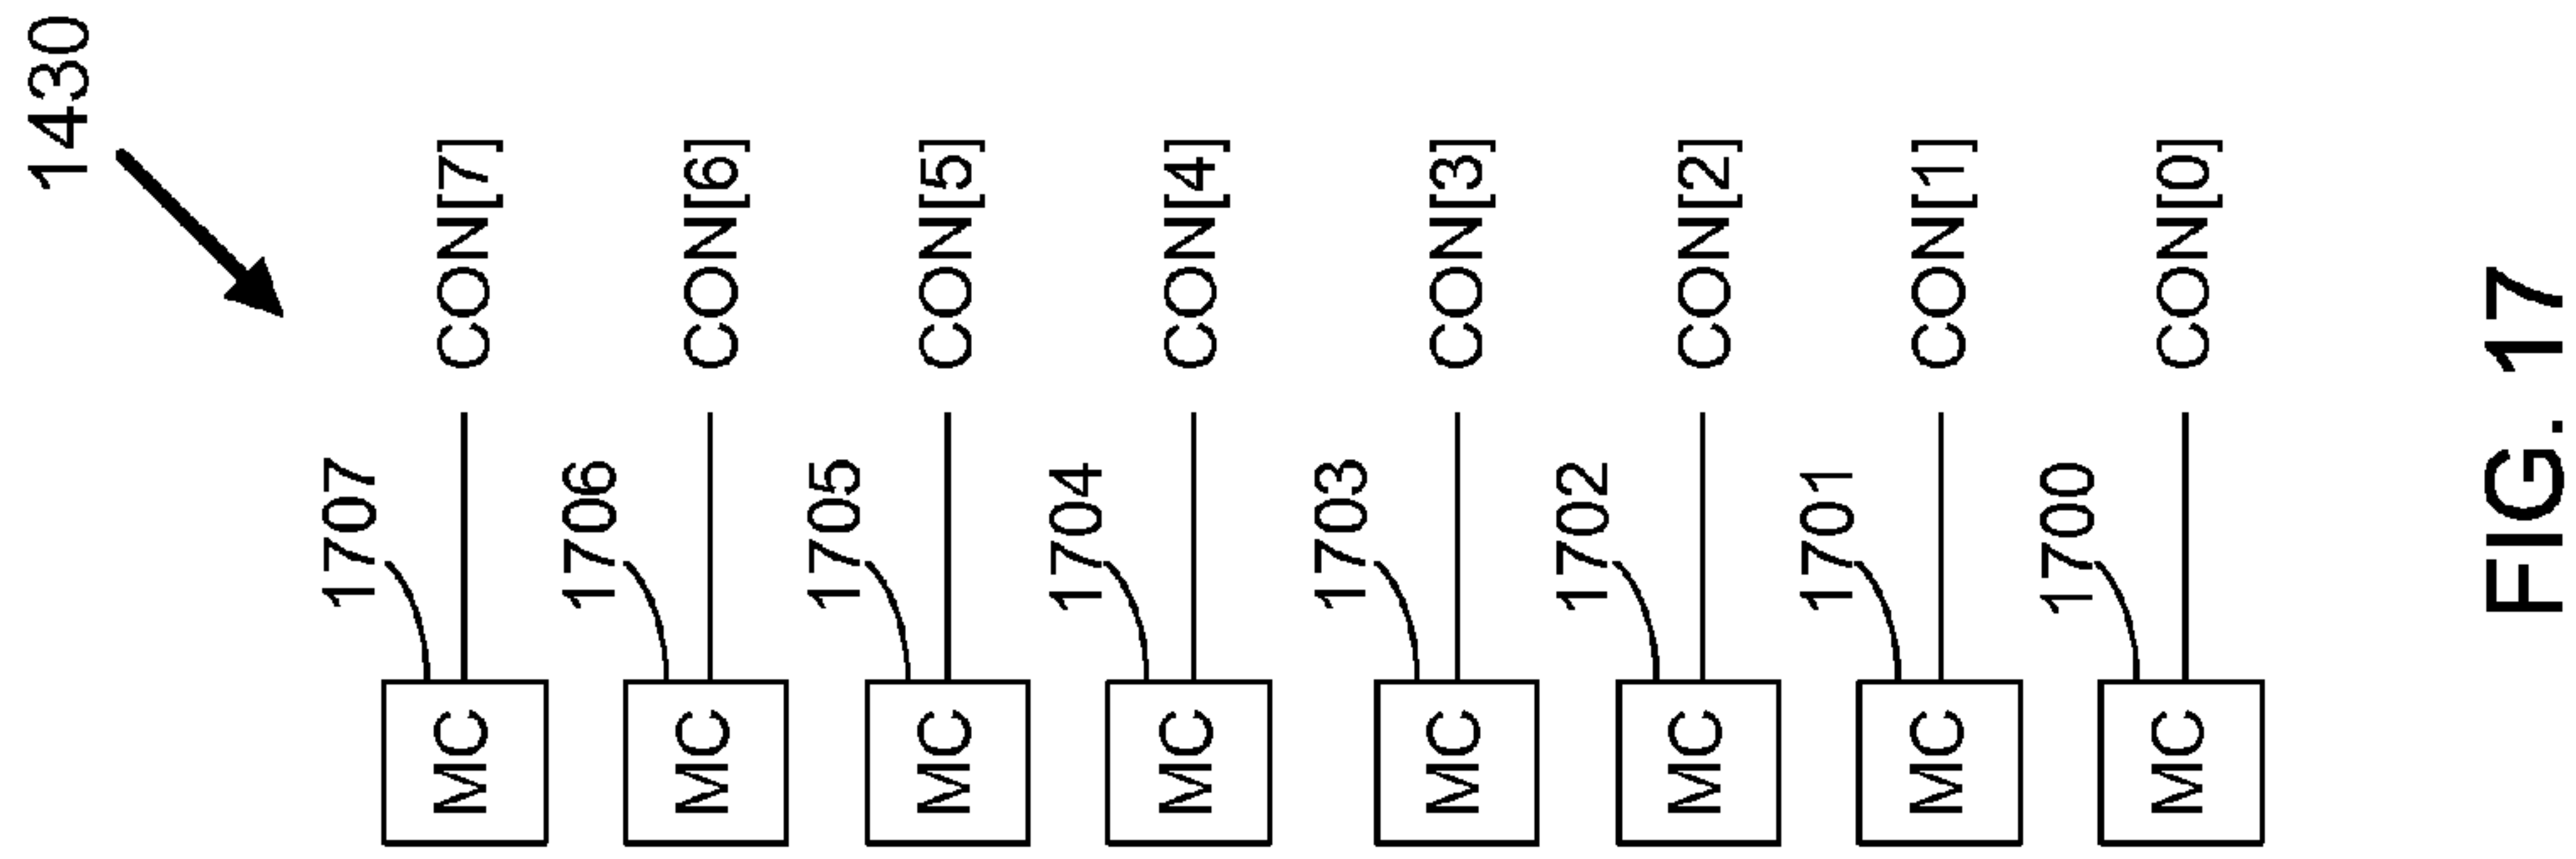 1430
1707
MC CON[7]
1706
MC CON[6]
1705
MC CON[5]
1704
MC CON[4]
1703
MC CON[3]
1702
MC CON[2]
1701
MC CON[1]
1700
MC CON[0]
FIG. 17